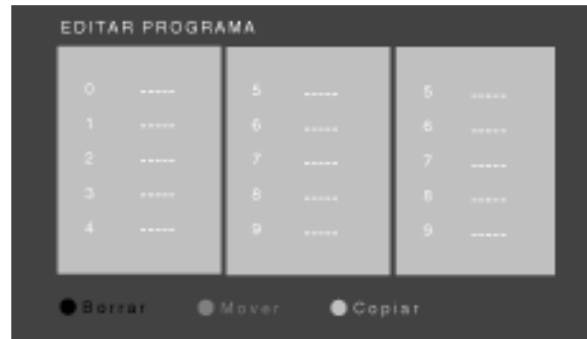 EDITAR PROGRAMA
0 ----- 5 ----- 5 -----
1 ----- 6 ----- 6 -----
2 ----- 7 ----- 7 -----
3 ----- 8 ----- 8 -----
4 ----- 9 ----- 9 -----
Borrar Mover Copiar